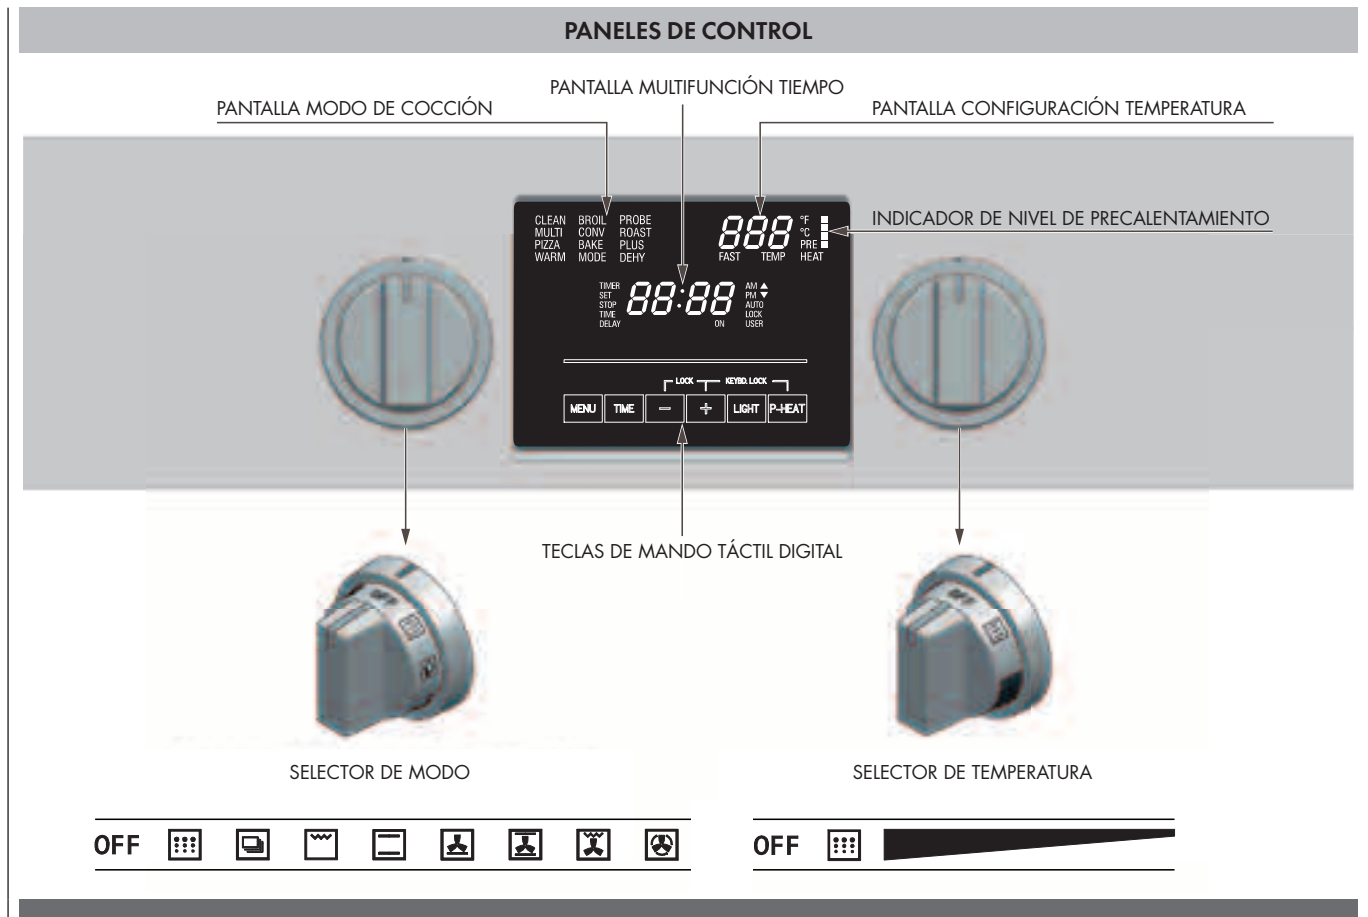 PANELES DE CONTROL
PANTALLA MULTIFUNCIÓN TIEMPO
PANTALLA MODO DE COCCIÓN
PANTALLA CONFIGURACIÓN TEMPERATURA
INDICADOR DE NIVEL DE PRECALENTAMIENTO
CLEAN BROIL PROBE
MULTI CONV ROAST
PIZZA BAKE PLUS
WARM MODE DEHY
888 °F
°C
PRE
FAST TEMP HEAT
TIMER
SET
STOP
TIME
DELAY
88:88
ON
AM ▲
PM ▼
AUTO
LOCK
USER
LOCK KEYBD. LOCK
MENU TIME − + LIGHT P-HEAT
TECLAS DE MANDO TÁCTIL DIGITAL
OFF
OFF
SELECTOR DE MODO
SELECTOR DE TEMPERATURA
OFF
OFF